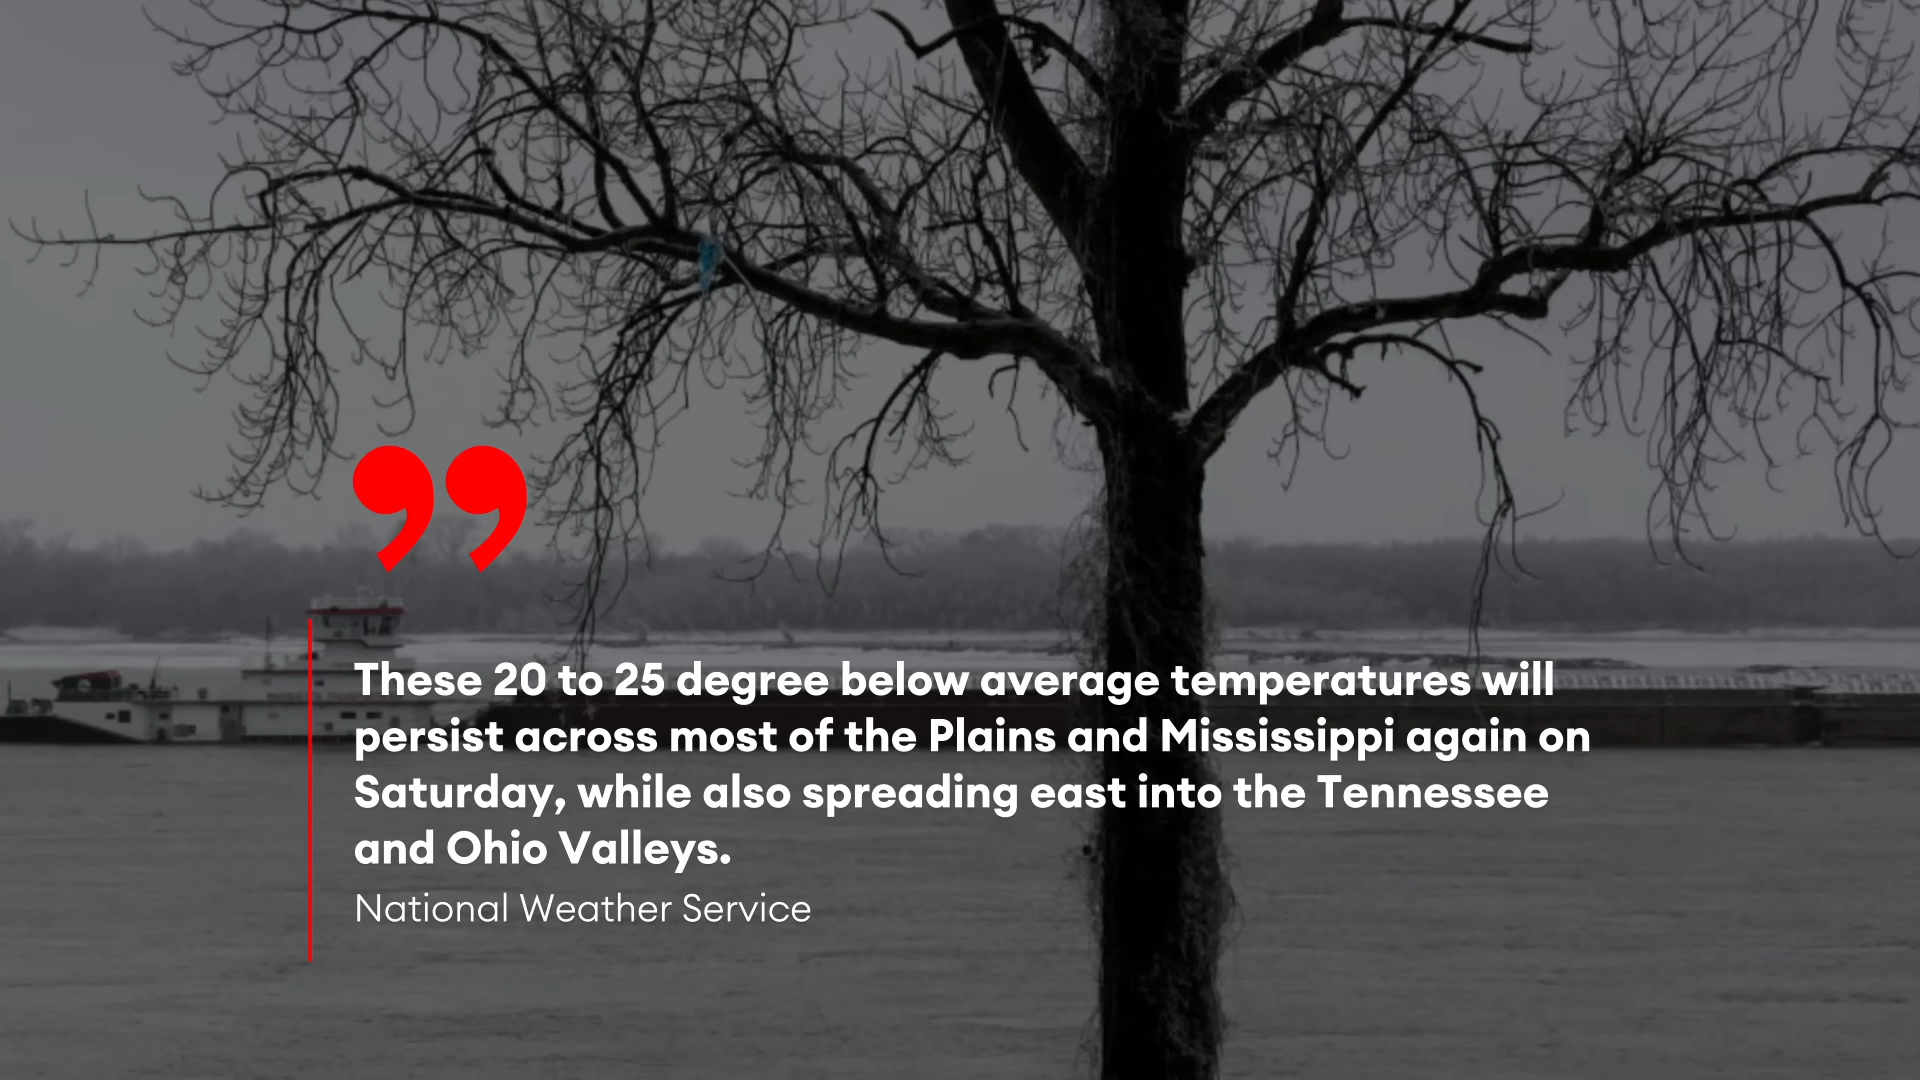 These 20 to 25 degree below average temperatures will
persist across most of the Plains and Mississippi again on
Saturday, while also spreading east into the Tennessee
and Ohio Valleys.
National Weather Service